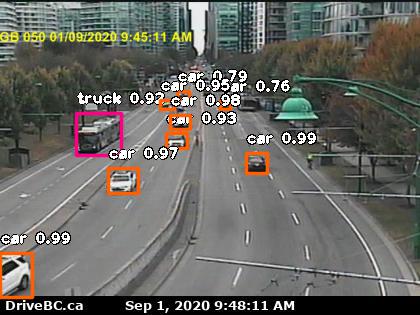 GB 050 01/09/2020 9:45:11 AM
car 0.79
car 0.95
car 0.76
truck 0.92
car 0.98
car 0.93
car 0.99
car 0.97
car 0.99
DriveBC.ca Sep 1, 2020 9:48:11 AM